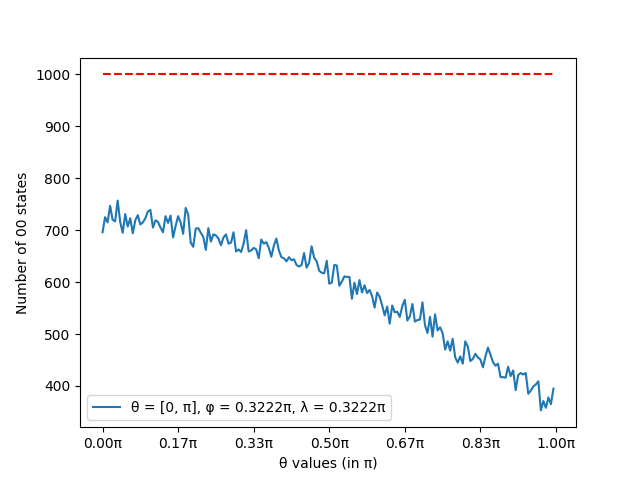 1000
900
800
700
600
500
400
Number of 00 states
θ = [0, π], φ = 0.3222π, λ = 0.3222π
0.00π 0.17π 0.33π 0.50π 0.67π 0.83π 1.00π
θ values (in π)